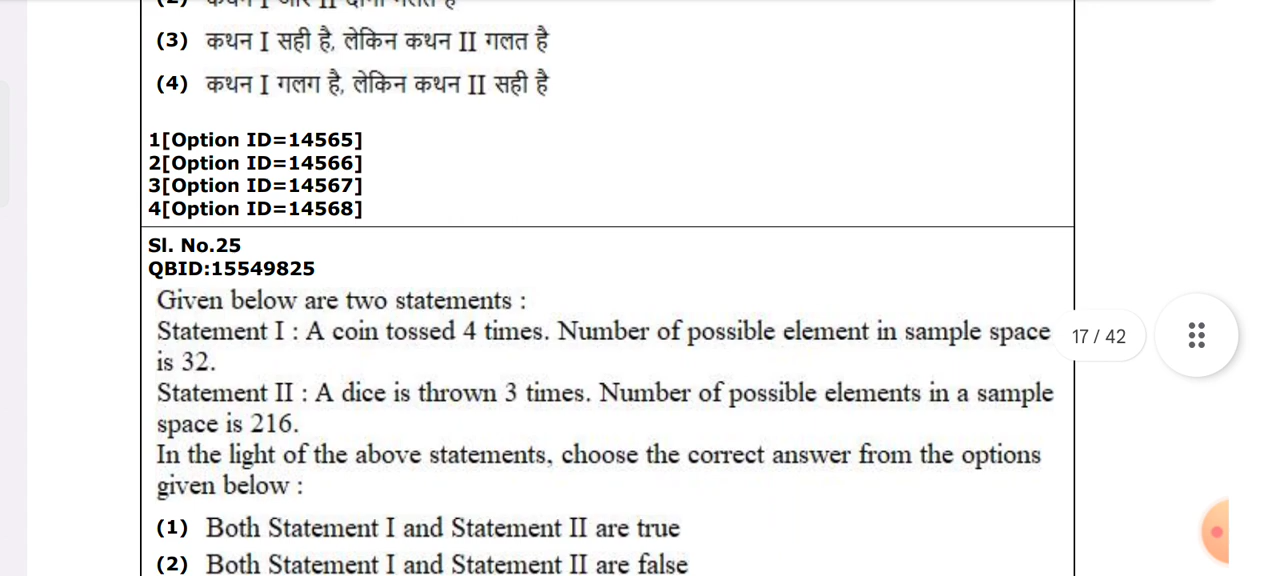 (3) कथन I सही है, लेकिन कथन II गलत है
(4) कथन I गलग है, लेकिन कथन II सही है
1[Option ID=14565]
2[Option ID=14566]
3[Option ID=14567]
4[Option ID=14568]
Sl. No.25
QBID:15549825
Given below are two statements :
Statement I : A coin tossed 4 times. Number of possible element in sample space
is 32.
Statement II : A dice is thrown 3 times. Number of possible elements in a sample
space is 216.
In the light of the above statements, choose the correct answer from the options
given below :
(1) Both Statement I and Statement II are true
(2) Both Statement I and Statement II are false
17 / 42